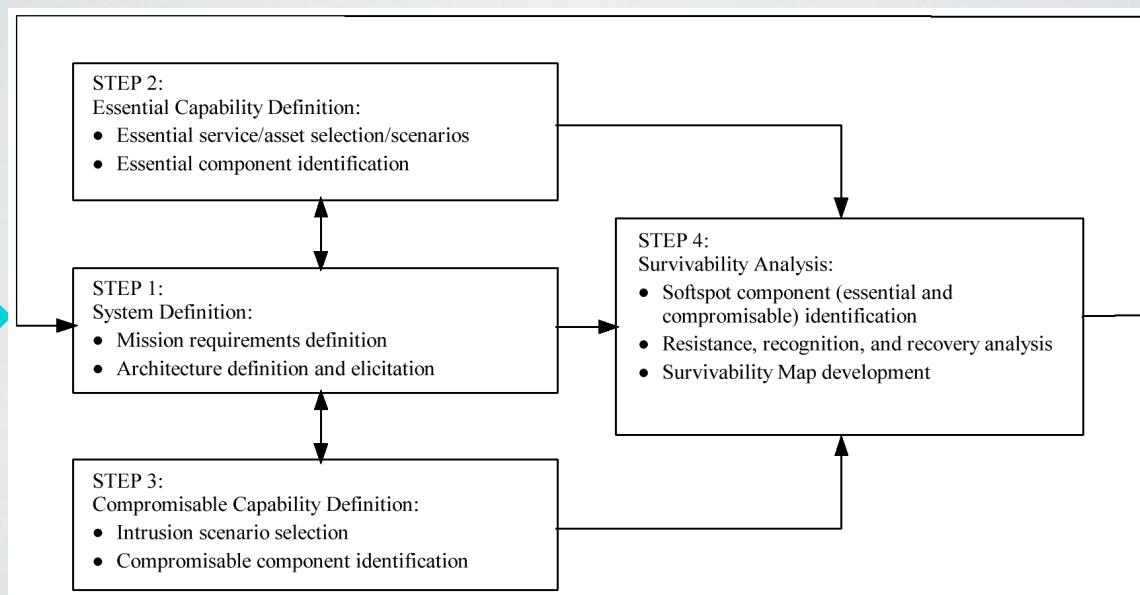 STEP 2:
Essential Capability Definition:
● Essential service/asset selection/scenarios
● Essential component identification
STEP 1:
System Definition:
● Mission requirements definition
● Architecture definition and elicitation
STEP 3:
Compromisable Capability Definition:
● Intrusion scenario selection
● Compromisable component identification
STEP 4:
Survivability Analysis:
● Softspot component (essential and
compromisable) identification
● Resistance, recognition, and recovery analysis
● Survivability Map development